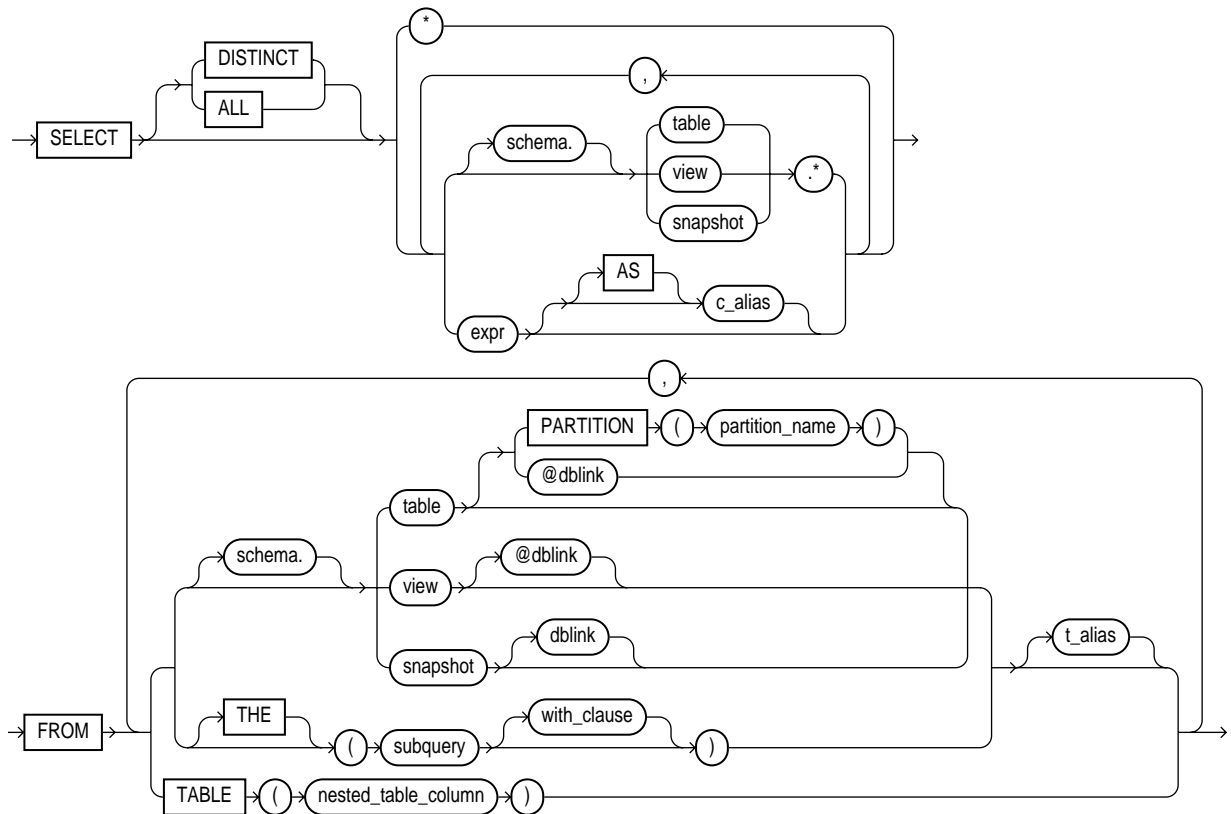 *
DISTINCT
,
ALL
SELECT
schema.
table
view
.*
snapshot
AS
c_alias
expr
,
PARTITION ( partition_name )
@dblink
table
schema.
@dblink
view
dblink
t_alias
snapshot
THE
with_clause
FROM
( subquery )
TABLE ( nested_table_column )